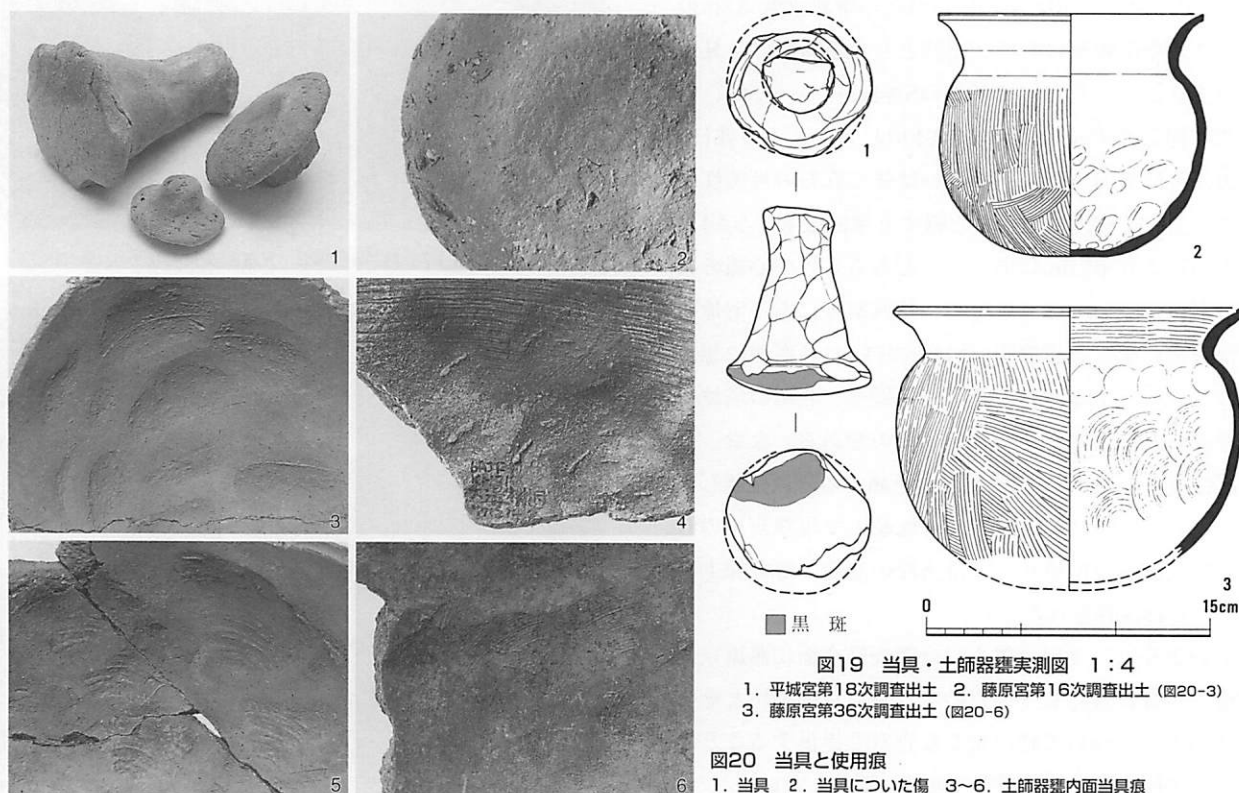 1
2
3
4
5
6
1
2
3
黒斑
0 15cm
図19 当具・土師器甕実測図 1：4
1．平城宮第18次調査出土 2．藤原宮第16次調査出土（図20-3）
3．藤原宮第36次調査出土（図20-6）
図20 当具と使用痕
1．当具 2．当具についた傷 3～6．土師器甕内面当具痕